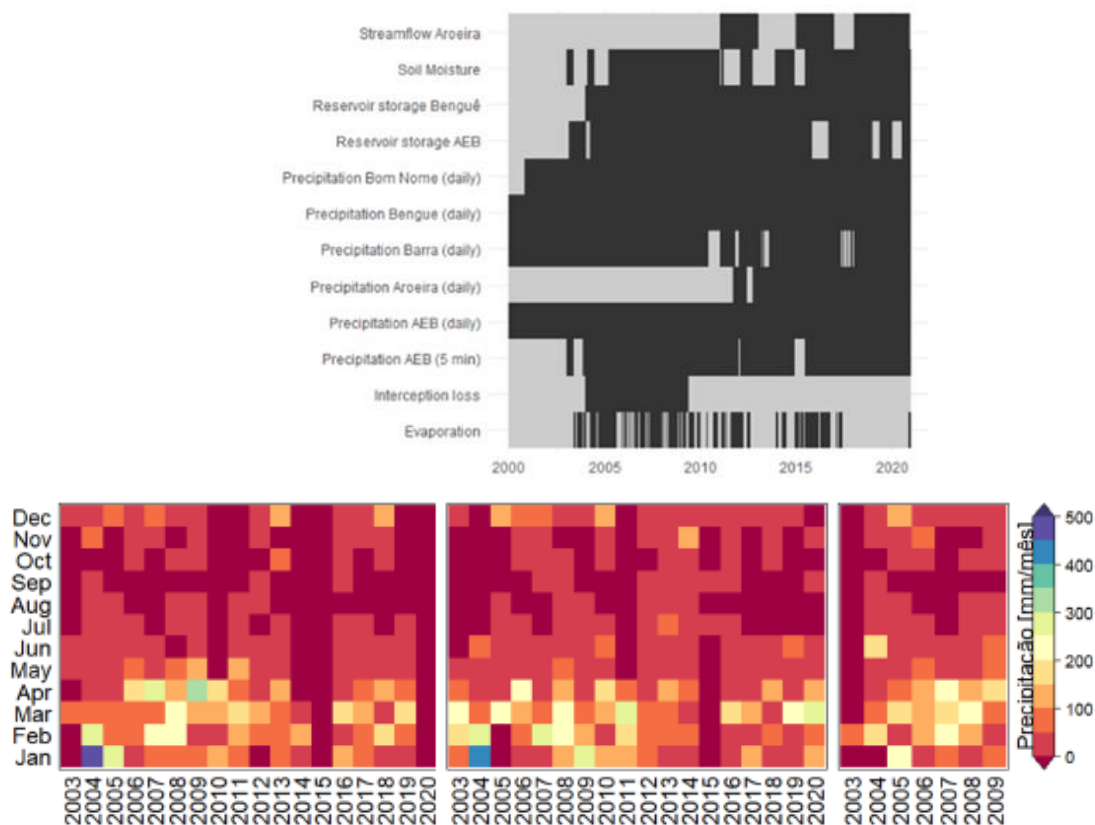 Streamflow Aroeira
Soil Moisture
Reservoir storage Benguê
Reservoir storage AEB
Precipitation Bom Nome (daily)
Precipitation Bengue (daily)
Precipitation Barra (daily)
Precipitation Aroeira (daily)
Precipitation AEB (daily)
Precipitation AEB (5 min)
Interception loss
Evaporation
2000 2005 2010 2015 2020
Dec
Nov
Oct
Sep
Aug
Jul
Jun
May
Apr
Mar
Feb
Jan
2003 2004 2005 2006 2007 2008 2009 2010 2011 2012 2013 2014 2015 2016 2017 2018 2019 2020
2003 2004 2005 2006 2007 2008 2009 2010 2011 2012 2013 2014 2015 2016 2017 2018 2019 2020
2003 2004 2005 2006 2007 2008 2009
Precipitação [mm/mês]
500
400
300
200
100
0